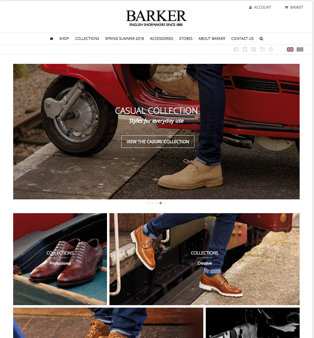 ACCOUNT
BASKET
BARKER
ENGLISH SHOEMAKERS SINCE 1880
SHOP
COLLECTIONS
SPRING SUMMER 2018
ACCESSORIES
STORES
ABOUT BARKER
CONTACT US
CASUAL COLLECTION
Styles for everyday use
VIEW THE CASUAL COLLECTION
COLLECTIONS
Professional
COLLECTIONS
Creative